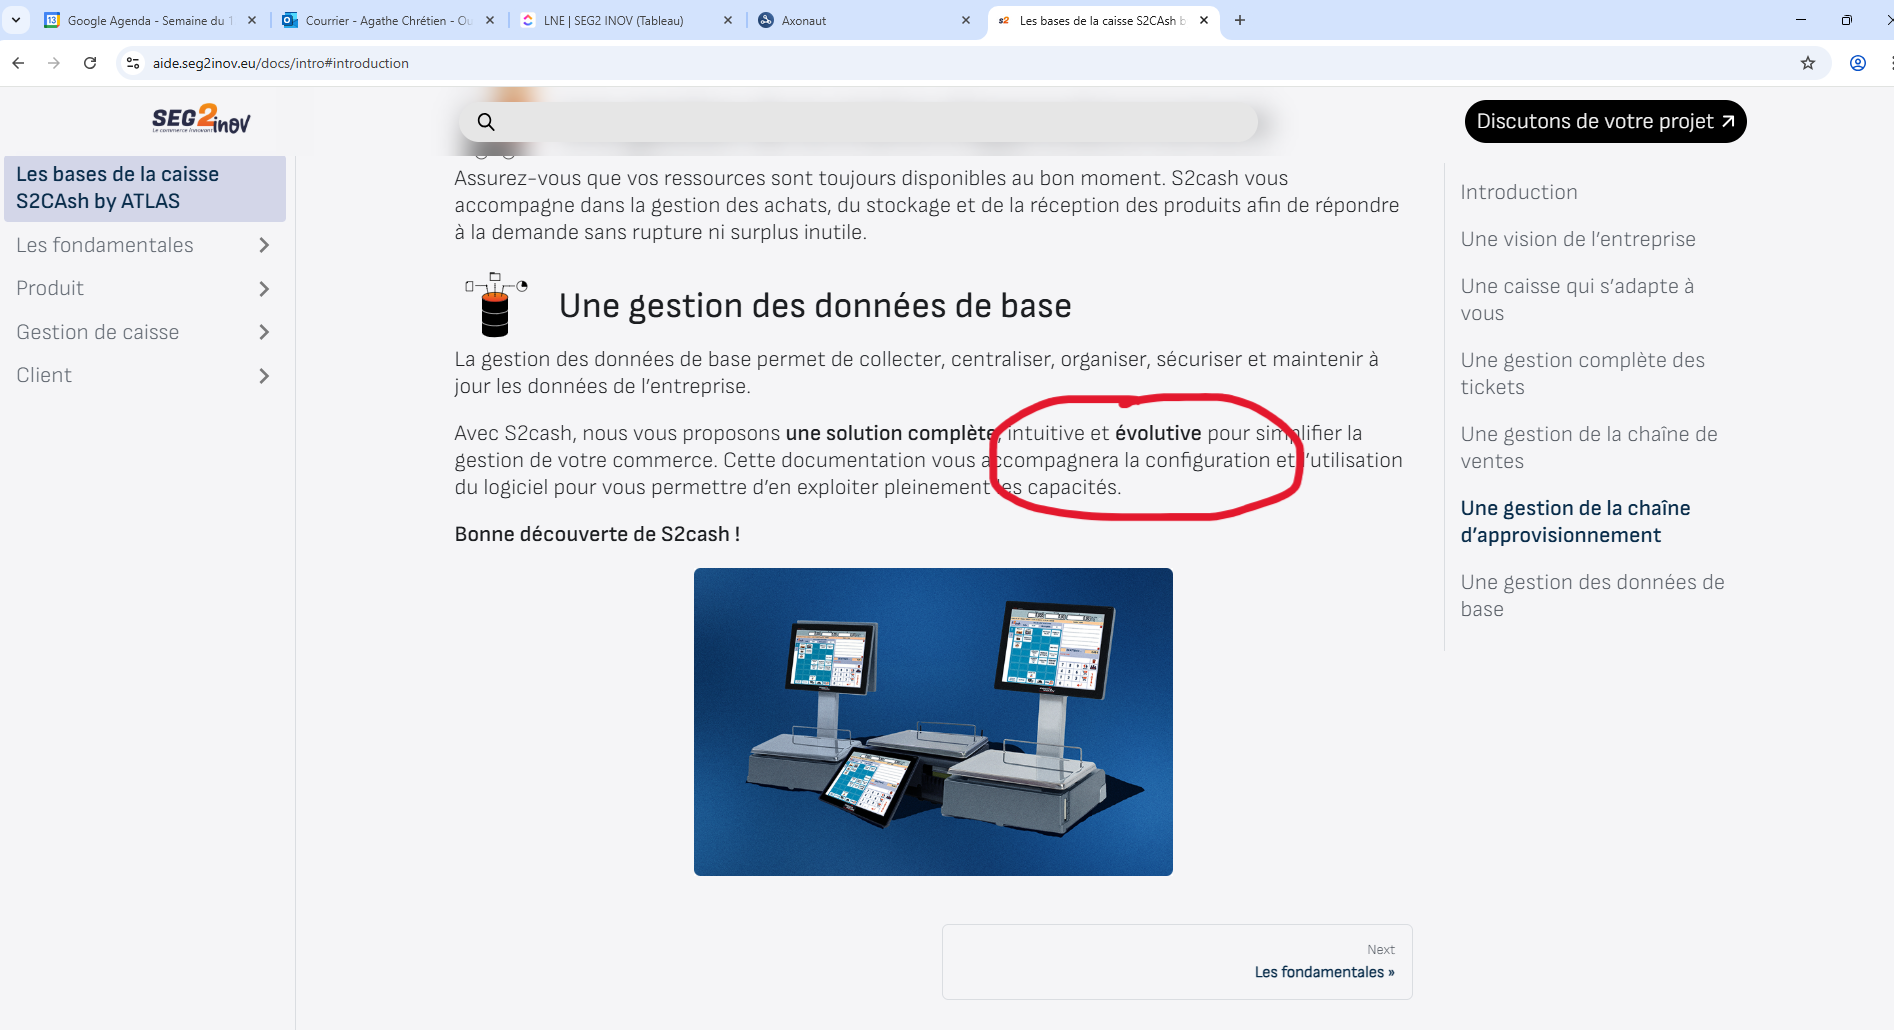 Google Agenda - Semaine du 1
Courrier - Agathe Chrétien - Ou
LNE | SEG2 INOV (Tableau)
Axonaut
Les bases de la caisse S2CAsh b
aide.seg2inov.eu/docs/intro#introduction
SEG2inov
Le commerce innovant
Discutons de votre projet
Les bases de la caisse
S2CAsh by ATLAS
Les fondamentales
Produit
Gestion de caisse
Client
Assurez-vous que vos ressources sont toujours disponibles au bon moment. S2cash vous
accompagne dans la gestion des achats, du stockage et de la réception des produits afin de répondre
à la demande sans rupture ni surplus inutile.
Une gestion des données de base
La gestion des données de base permet de collecter, centraliser, organiser, sécuriser et maintenir à
jour les données de l'entreprise.
Avec S2cash, nous vous proposons une solution complète, intuitive et évolutive pour simplifier la
gestion de votre commerce. Cette documentation vous accompagnera la configuration et l'utilisation
du logiciel pour vous permettre d'en exploiter pleinement les capacités.
Bonne découverte de S2cash !
Next
Les fondamentales »
Introduction
Une vision de l'entreprise
Une caisse qui s'adapte à
vous
Une gestion complète des
tickets
Une gestion de la chaîne de
ventes
Une gestion de la chaîne
d'approvisionnement
Une gestion des données de
base